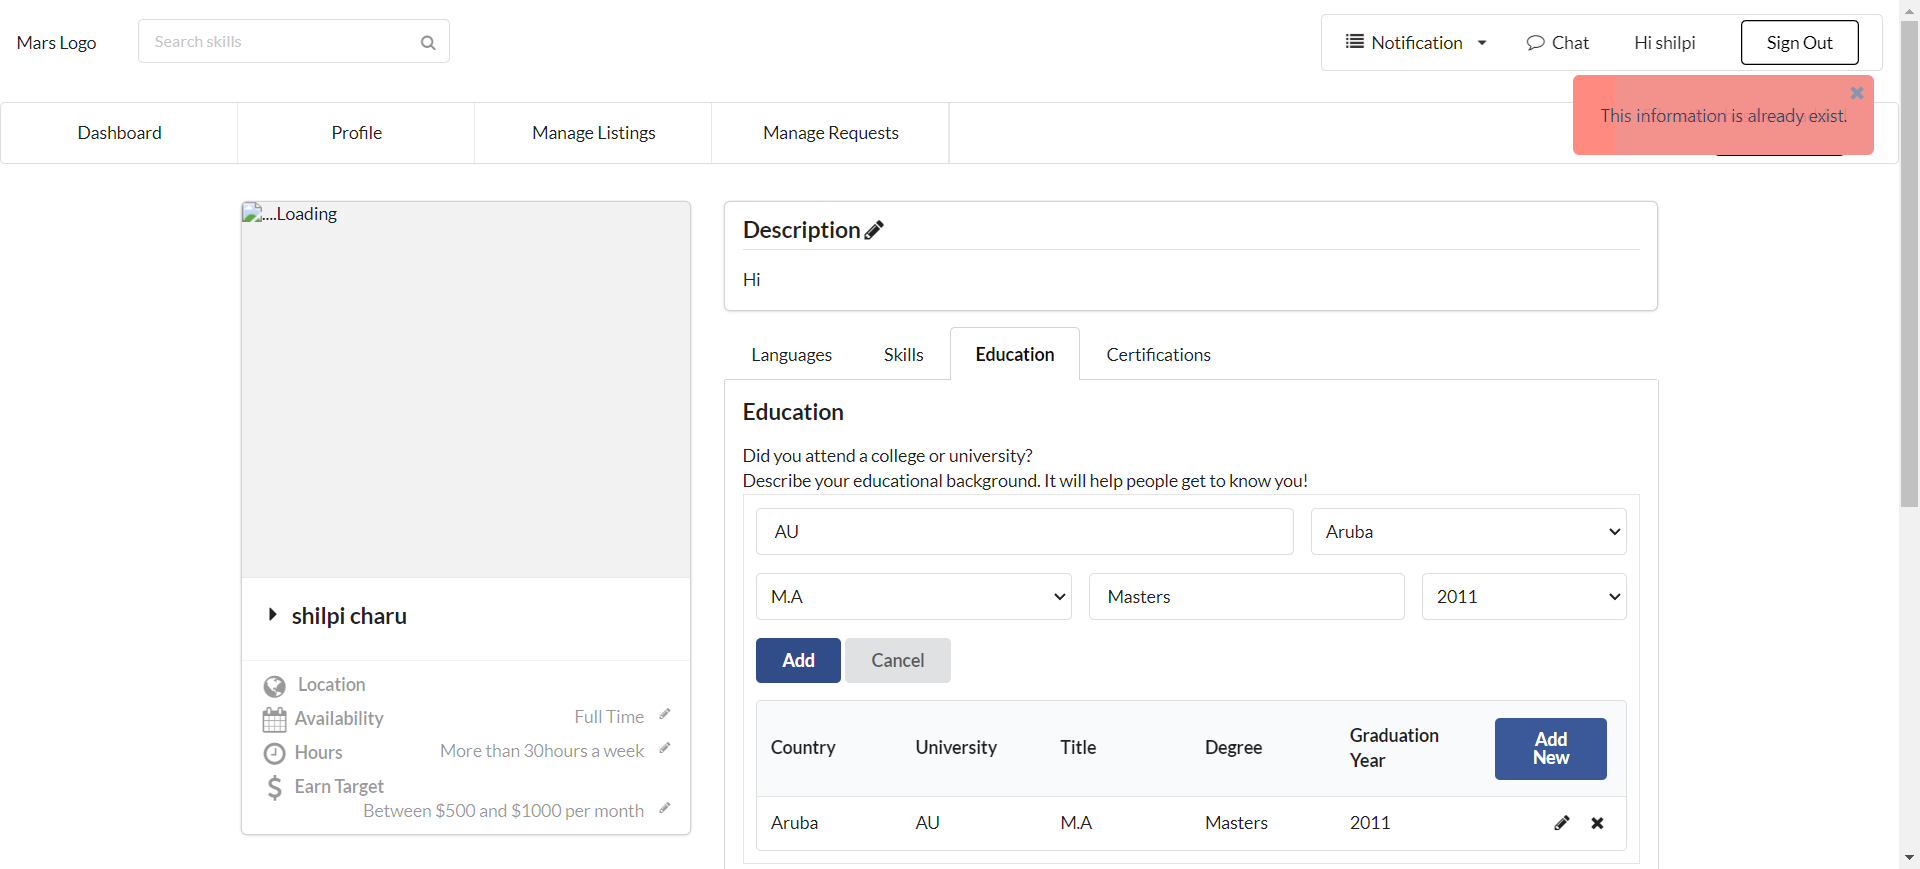 Mars Logo
Search skills
Notification
Chat
Hi shilpi
Sign Out
This information is already exist.
Dashboard
Profile
Manage Listings
Manage Requests
....Loading
shilpi charu
Location
Availability
Full Time
Hours
More than 30hours a week
Earn Target
Between $500 and $1000 per month
Description
Hi
Languages
Skills
Education
Certifications
Education
Did you attend a college or university?
Describe your educational background. It will help people get to know you!
AU
Aruba
M.A
Masters
2011
Add
Cancel
Country
University
Title
Degree
Graduation
Year
Add
New
Aruba
AU
M.A
Masters
2011